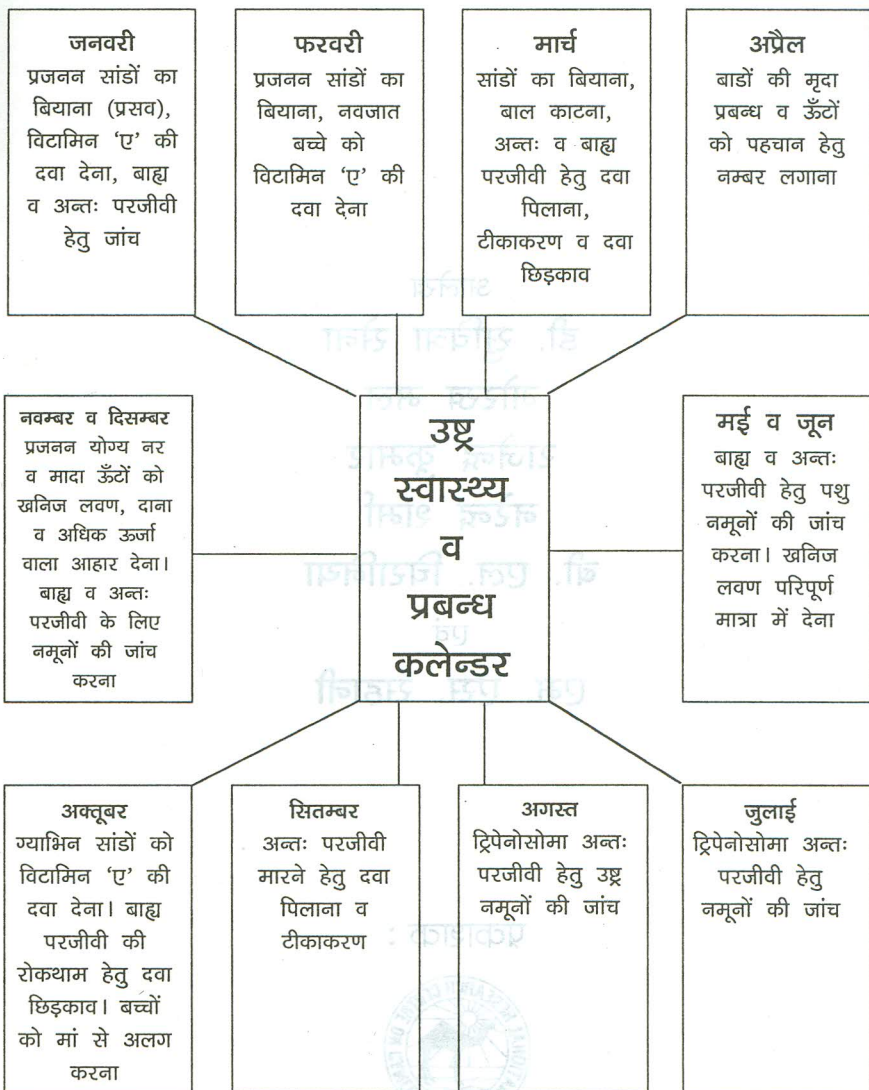 जनवरी
प्रजनन सांडों का
बियाना (प्रसव),
विटामिन ‘ए’ की
दवा देना, बाह्य
व अन्तः परजीवी
हेतु जांच
फरवरी
प्रजनन सांडों का
बियाना, नवजात
बच्चे को
विटामिन ‘ए’ की
दवा देना
मार्च
सांडों का बियाना,
बाल काटना,
अन्तः व बाह्य
परजीवी हेतु दवा
पिलाना,
टीकाकरण व दवा
छिड़काव
अप्रैल
बाडों की मृदा
प्रबन्ध व ऊँटों
को पहचान हेतु
नम्बर लगाना
नवम्बर व दिसम्बर
प्रजनन योग्य नर
व मादा ऊँटों को
खनिज लवण, दाना
व अधिक ऊर्जा
वाला आहार देना।
बाह्य व अन्तः
परजीवी के लिए
नमूनों की जांच
करना
उष्ट्र
स्वास्थ्य
व
प्रबन्ध
कलेन्डर
मई व जून
बाह्य व अन्तः
परजीवी हेतु पशु
नमूनों की जांच
करना। खनिज
लवण परिपूर्ण
मात्रा में देना
अक्तूबर
ग्याभिन सांडों को
विटामिन ‘ए’ की
दवा देना। बाह्य
परजीवी की
रोकथाम हेतु दवा
छिड़काव। बच्चों
को मां से अलग
करना
सितम्बर
अन्तः परजीवी
मारने हेतु दवा
पिलाना व
टीकाकरण
अगस्त
ट्रिपेनोसोमा अन्तः
परजीवी हेतु उष्ट्र
नमूनों की जांच
जुलाई
ट्रिपेनोसोमा अन्तः
परजीवी हेतु
नमूनों की जांच